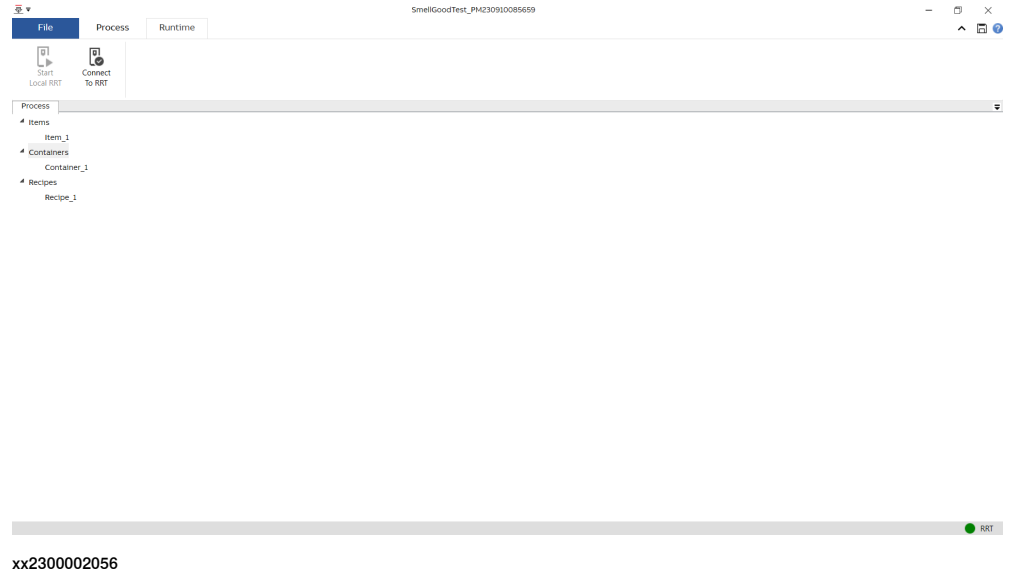 SmellGoodTest_PM230910085659
File Process Runtime
Start
Local RRT
Connect
To RRT
Process
Items
Item_1
Containers
Container_1
Recipes
Recipe_1
RRT
xx2300002056